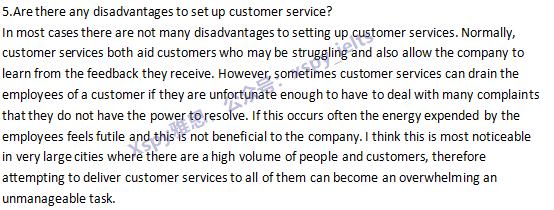 5.Are there any disadvantages to set up customer service?
In most cases there are not many disadvantages to setting up customer services. Normally,
customer services both aid customers who may be struggling and also allow the company to
learn from the feedback they receive. However, sometimes customer services can drain the
employees of a customer if they are unfortunate enough to have to deal with many complaints
that they do not have the power to resolve. If this occurs often the energy expended by the
employees feels futile and this is not beneficial to the company. I think this is most noticeable
in very large cities where there are a high volume of people and customers, therefore
attempting to deliver customer services to all of them can become an overwhelming an
unmanageable task.